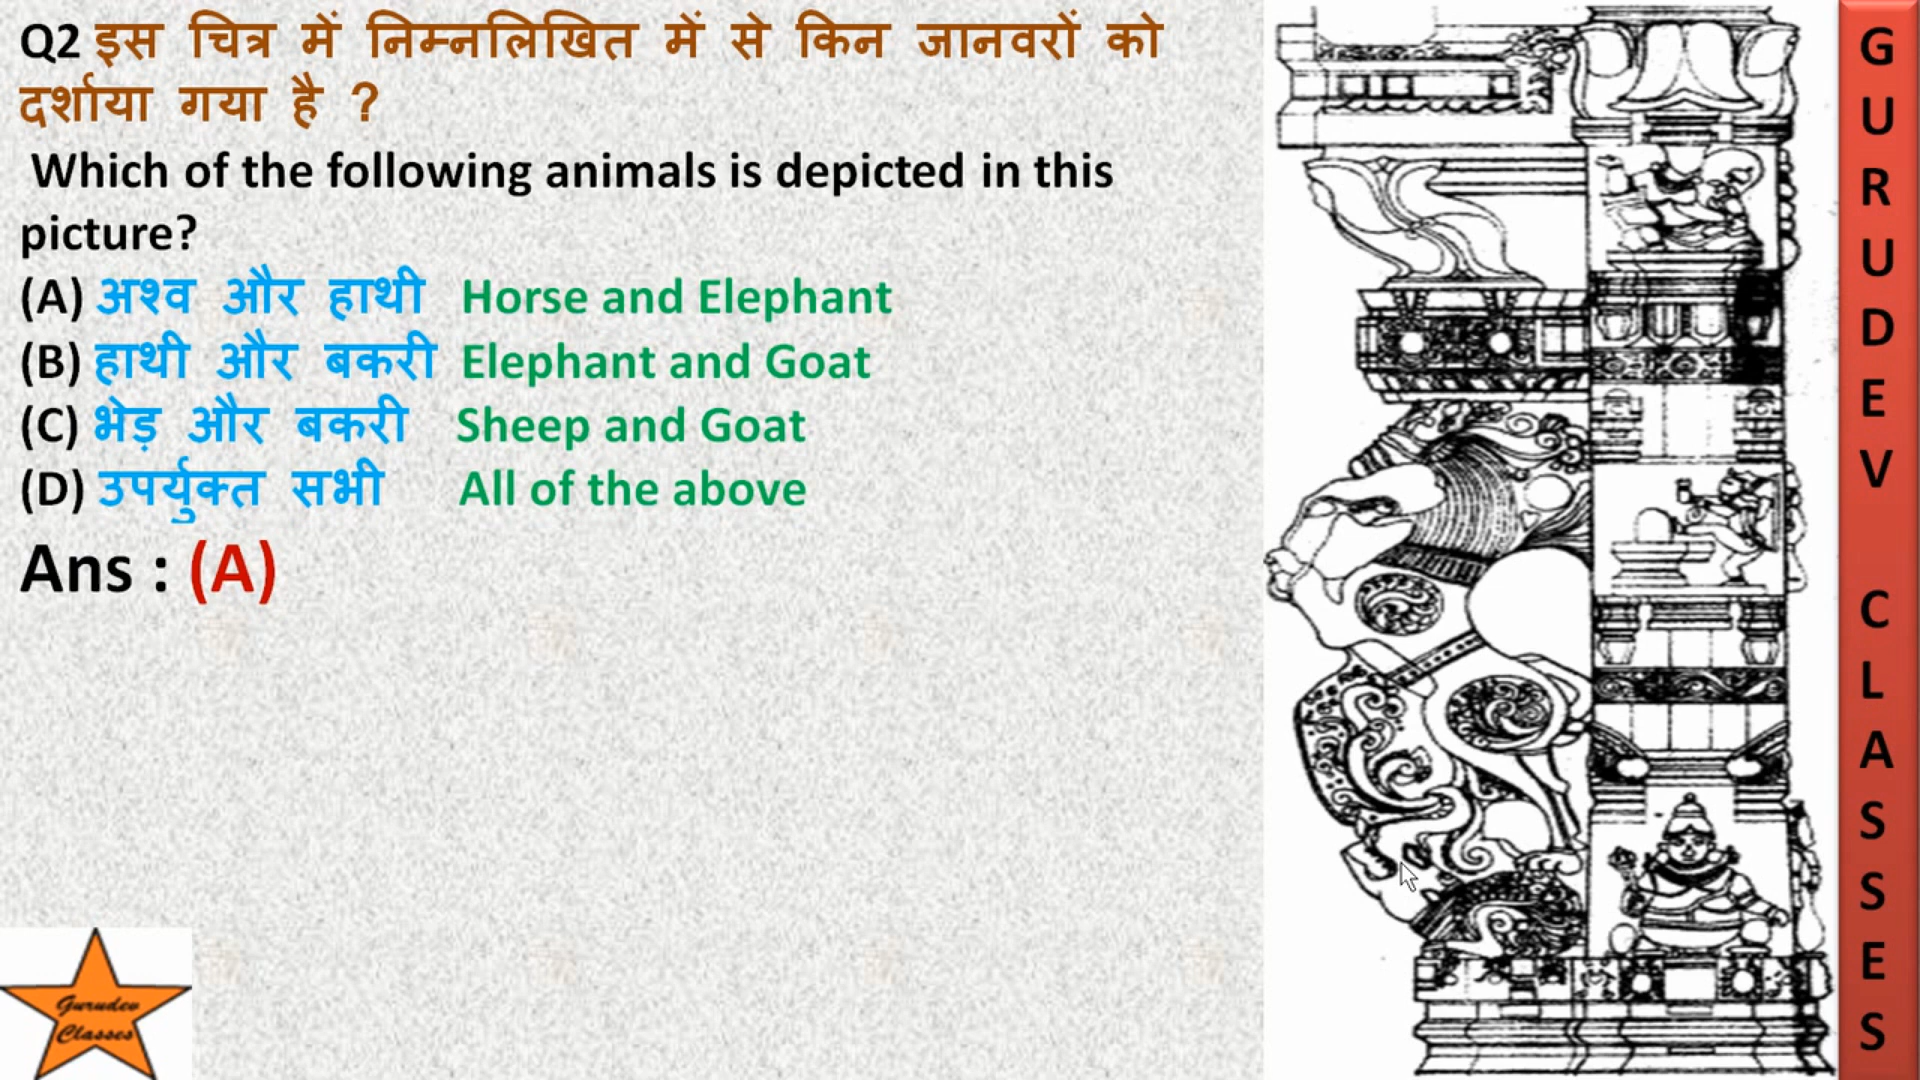 Q2 इस चित्र में निम्नलिखित में से किन जानवरों को
दर्शाया गया है ?
Which of the following animals is depicted in this
picture?
(A) अश्व और हाथी Horse and Elephant
(B) हाथी और बकरी Elephant and Goat
(C) भेड़ और बकरी Sheep and Goat
(D) उपर्युक्त सभी All of the above
Ans : (A)
Gurudev
Classes
GURUDEV CLASSES